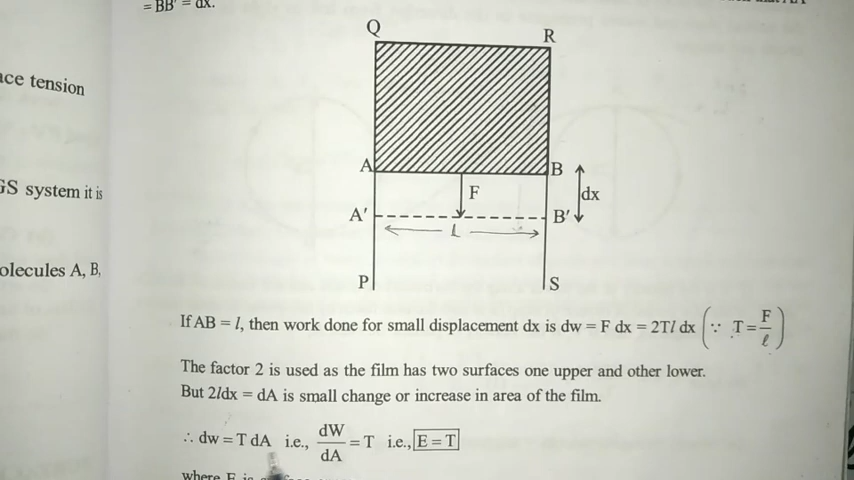 = BB' = dx.
ace tension
GS system it is
olecules A, B,
Q
R
A
B
F
dx
A'
B'
L
P
S
If AB = l, then work done for small displacement dx is dw = F dx = 2Tl dx (∵ T = F/ℓ)
The factor 2 is used as the film has two surfaces one upper and other lower.
But 2ldx = dA is small change or increase in area of the film.
∴ dw = T dA i.e., dW/dA = T i.e., E = T
where E is